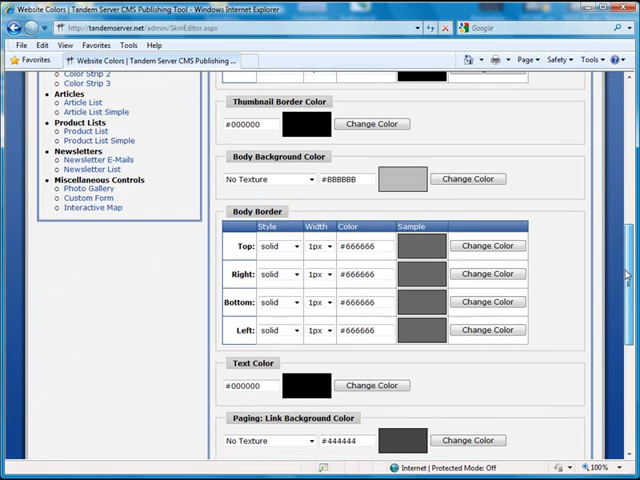 Website Colors | Tandem Server CMS Publishing Tool - Windows Internet Explorer
http://tandemserver.net/admin/SkinEditor.aspx
Google
File Edit View Favorites Tools Help
Favorites Website Colors | Tandem Server CMS Publishing Tool ... Page Safety Tools
Color Strip 2
Color Strip 3
Articles
Article List
Article List Simple
Product Lists
Product List
Product List Simple
Newsletters
Newsletter E-Mails
Newsletter List
Miscellaneous Controls
Photo Gallery
Custom Form
Interactive Map
Thumbnail Border Color
#000000 Change Color
Body Background Color
No Texture #BBBBBB Change Color
Body Border
Style Width Color Sample
Top: solid 1px #666666 Change Color
Right: solid 1px #666666 Change Color
Bottom: solid 1px #666666 Change Color
Left: solid 1px #666666 Change Color
Text Color
#000000 Change Color
Paging: Link Background Color
No Texture #444444 Change Color
Internet | Protected Mode: Off 100%